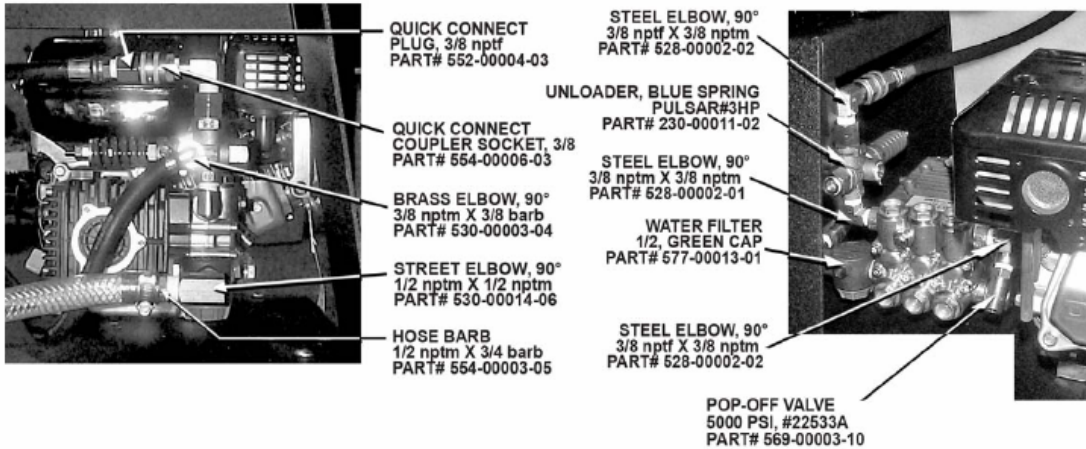 QUICK CONNECT
PLUG, 3/8 nptf
PART# 552-00004-03
QUICK CONNECT
COUPLER SOCKET, 3/8
PART# 554-00006-03
BRASS ELBOW, 90°
3/8 nptm X 3/8 barb
PART# 530-00003-04
STREET ELBOW, 90°
1/2 nptm X 1/2 nptm
PART# 530-00014-06
HOSE BARB
1/2 nptm X 3/4 barb
PART# 554-00003-05
STEEL ELBOW, 90°
3/8 nptf X 3/8 nptm
PART# 528-00002-02
UNLOADER, BLUE SPRING
PULSAR#3HP
PART# 230-00011-02
STEEL ELBOW, 90°
3/8 nptm X 3/8 nptm
PART# 528-00002-01
WATER FILTER
1/2, GREEN CAP
PART# 577-00013-01
STEEL ELBOW, 90°
3/8 nptf X 3/8 nptm
PART# 528-00002-02
POP-OFF VALVE
5000 PSI, #22533A
PART# 569-00003-10